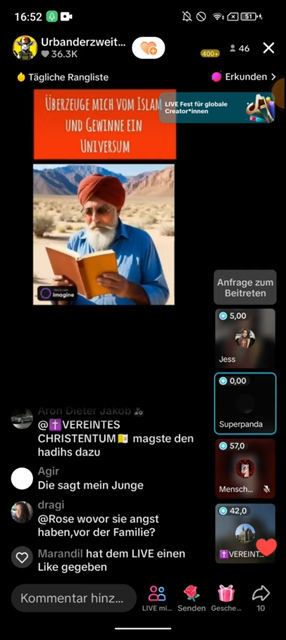 16:52
51
Urbanderzweit...
36.3K
400+
46
Tägliche Rangliste
Erkunden
ÜBERZEUGE MICH VOM ISLAM
UND GEWINNE EIN
UNIVERSUM
LIVE Fest für globale
Creator*innen
imagine
Anfrage zum
Beitreten
5,00
Jess
0,00
Superpanda
57,0
Mensch...
42,0
VEREINT...
Aron Dieter Jakob
@✝️VEREINTES
CHRISTENTUM🇻🇦 magste den
hadihs dazu
Agir
Die sagt mein Junge
dragi
@Rose wovor sie angst
haben,vor der Familie?
Marandil hat dem LIVE einen
Like gegeben
Kommentar hinz...
LIVE mi...
Senden
Gesche...
10